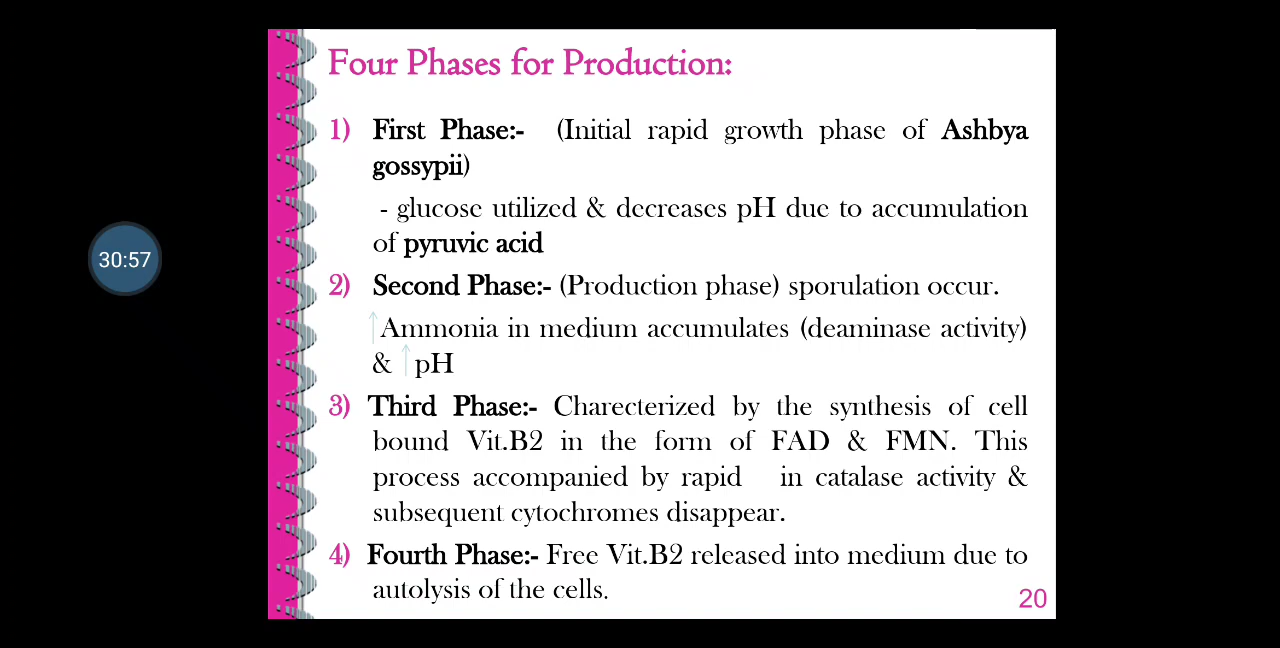 Four Phases for Production:
1) First Phase:- (Initial rapid growth phase of Ashbya
gossypii)
- glucose utilized & decreases pH due to accumulation
of pyruvic acid
30:57
2) Second Phase:- (Production phase) sporulation occur.
↑Ammonia in medium accumulates (deaminase activity)
& ↑pH
3) Third Phase:- Charecterized by the synthesis of cell
bound Vit.B2 in the form of FAD & FMN. This
process accompanied by rapid in catalase activity &
subsequent cytochromes disappear.
4) Fourth Phase:- Free Vit.B2 released into medium due to
autolysis of the cells.
20